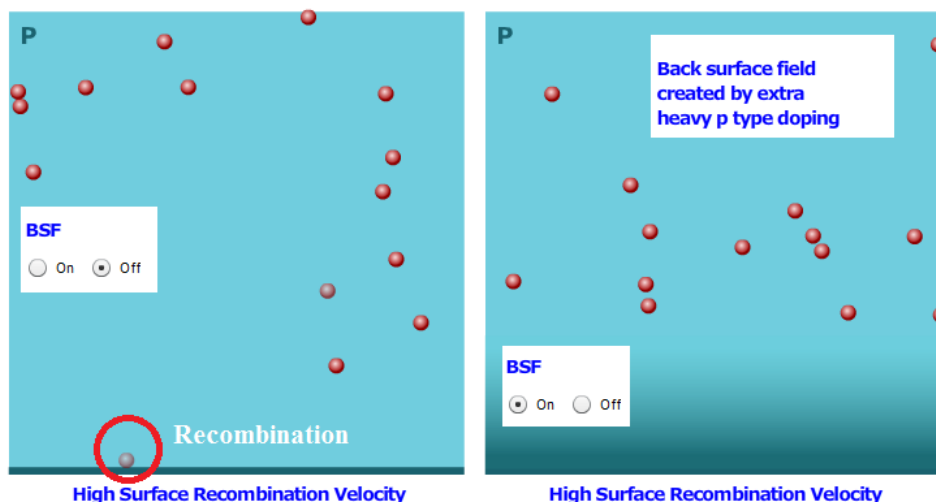 P
BSF
On Off
Recombination
High Surface Recombination Velocity
P
Back surface field
created by extra
heavy p type doping
BSF
On Off
High Surface Recombination Velocity